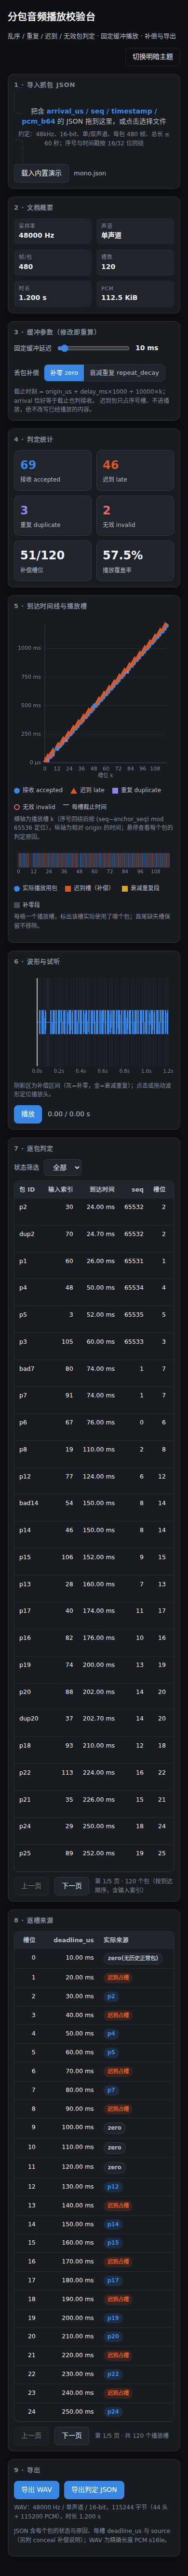 分包音频播放校验台
乱序 / 重复 / 迟到 / 无效包判定 · 固定缓冲播放 · 补偿与导出
切换明亮主题
1 · 导入抓包 JSON
把含 arrival_us / seq / timestamp /
pcm_b64 的 JSON 拖到这里，或点击选择文件
约定：48kHz、16-bit、单/双声道、每包 480 帧、总长 ≤
60 秒；序号与时间戳按 16/32 位回绕
载入内置演示
mono.json
2 · 文档概要
采样率
48000 Hz
声道
单声道
帧/包
480
槽数
120
时长
1.200 s
PCM
112.5 KiB
3 · 缓冲参数（修改即重算）
固定缓冲延迟
10 ms
丢包补偿
补零 zero
衰减重复 repeat_decay
截止时刻 = origin_us + delay_ms×1000 + 10000×k；
arrival 恰好等于截止也判接收。迟到包只占序号槽、不进播
放，绝不改写已经播放的内容。
4 · 判定统计
69
接收 accepted
46
迟到 late
3
重复 duplicate
2
无效 invalid
51/120
补偿槽位
57.5%
播放覆盖率
5 · 到达时间线与播放槽
1000 ms
750 ms
500 ms
250 ms
0 µs
0 12 24 36 48 60 72 84 96 108
槽位 k
接收 accepted
迟到 late
重复 duplicate
无效 invalid
每槽截止时间
横轴为播放槽 k（序号回绕后续 (seq−anchor_seq) mod
65536 定位），纵轴为相对 origin 的时间；悬停查看每个包的
判定原因。
0 12 24 36 48 60 72 84 96 108
实际播放用包
迟到槽（补偿）
衰减重复段
补零段
每格一个播放槽，标出该槽实际使用了哪个包；首尾缺失槽保
留不移除。
6 · 波形与试听
0.0s 0.2s 0.4s 0.6s 0.8s 1.0s 1.2s
阴影区为补偿区间（灰=补零，金=衰减重复）；点击或拖动波
形定位播放头。
播放
0.00 / 0.00 s
7 · 逐包判定
状态筛选
全部
包 ID 输入索引 到达时间 seq 槽位
p2 30 24.00 ms 65532 2
dup2 70 24.70 ms 65532 2
p1 60 26.00 ms 65531 1
p4 48 50.00 ms 65534 4
p5 3 52.00 ms 65535 5
p3 105 60.00 ms 65533 3
bad7 80 74.00 ms 1 7
p7 91 74.00 ms 1 7
p6 67 76.00 ms 0 6
p8 19 110.00 ms 2 8
p12 77 124.00 ms 6 12
bad14 54 150.00 ms 8 14
p14 46 150.00 ms 8 14
p15 106 152.00 ms 9 15
p13 28 160.00 ms 7 13
p17 40 174.00 ms 11 17
p16 82 176.00 ms 10 16
p19 74 200.00 ms 13 19
p20 88 202.00 ms 14 20
dup20 37 202.70 ms 14 20
p18 93 210.00 ms 12 18
p22 113 224.00 ms 16 22
p21 35 226.00 ms 15 21
p24 29 250.00 ms 18 24
p25 89 252.00 ms 19 25
上一页
下一页
第 1/5 页 · 120 个包（按到达
顺序，含输入索引）
8 · 逐槽来源
槽位 deadline_us 实际来源
0 10.00 ms zero(无历史正常包)
1 20.00 ms 迟到占槽
2 30.00 ms p2
3 40.00 ms 迟到占槽
4 50.00 ms p4
5 60.00 ms p5
6 70.00 ms 迟到占槽
7 80.00 ms p7
8 90.00 ms 迟到占槽
9 100.00 ms zero
10 110.00 ms zero
11 120.00 ms zero
12 130.00 ms p12
13 140.00 ms 迟到占槽
14 150.00 ms p14
15 160.00 ms p15
16 170.00 ms 迟到占槽
17 180.00 ms p17
18 190.00 ms 迟到占槽
19 200.00 ms p19
20 210.00 ms p20
21 220.00 ms 迟到占槽
22 230.00 ms p22
23 240.00 ms 迟到占槽
24 250.00 ms p24
上一页
下一页
第 1/5 页 · 共 120 个播放槽
9 · 导出
导出 WAV
导出判定 JSON
WAV：48000 Hz / 单声道 / 16-bit，115244 字节（44 头
+ 115200 PCM），时长 1.200 s
JSON 含每个包的状态与原因、每槽 deadline_us 与 source
（另附 conceal 补偿说明）；WAV 为精确长度 PCM s16le。